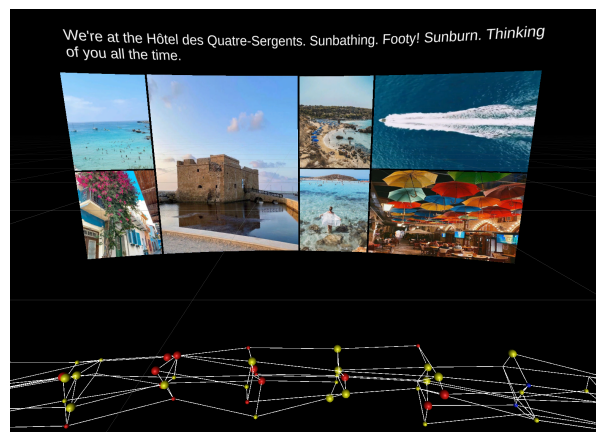 We're at the Hôtel des Quatre-Sergents. Sunbathing. Footy! Sunburn. Thinking
of you all the time.